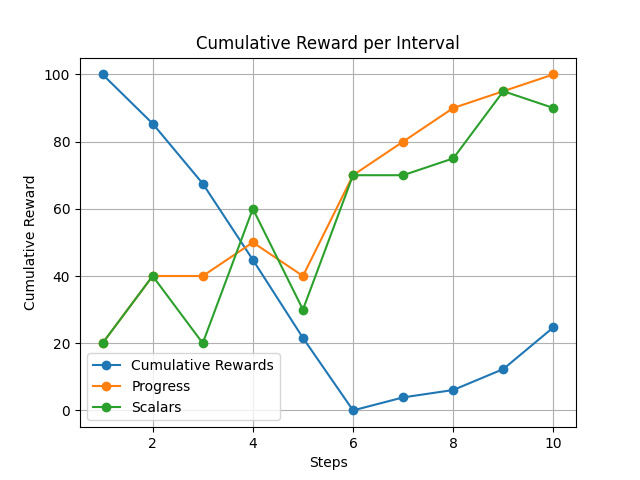 Cumulative Reward per Interval
Cumulative Reward
100
80
60
40
20
0
Cumulative Rewards
Progress
Scalars
2 4 6 8 10
Steps